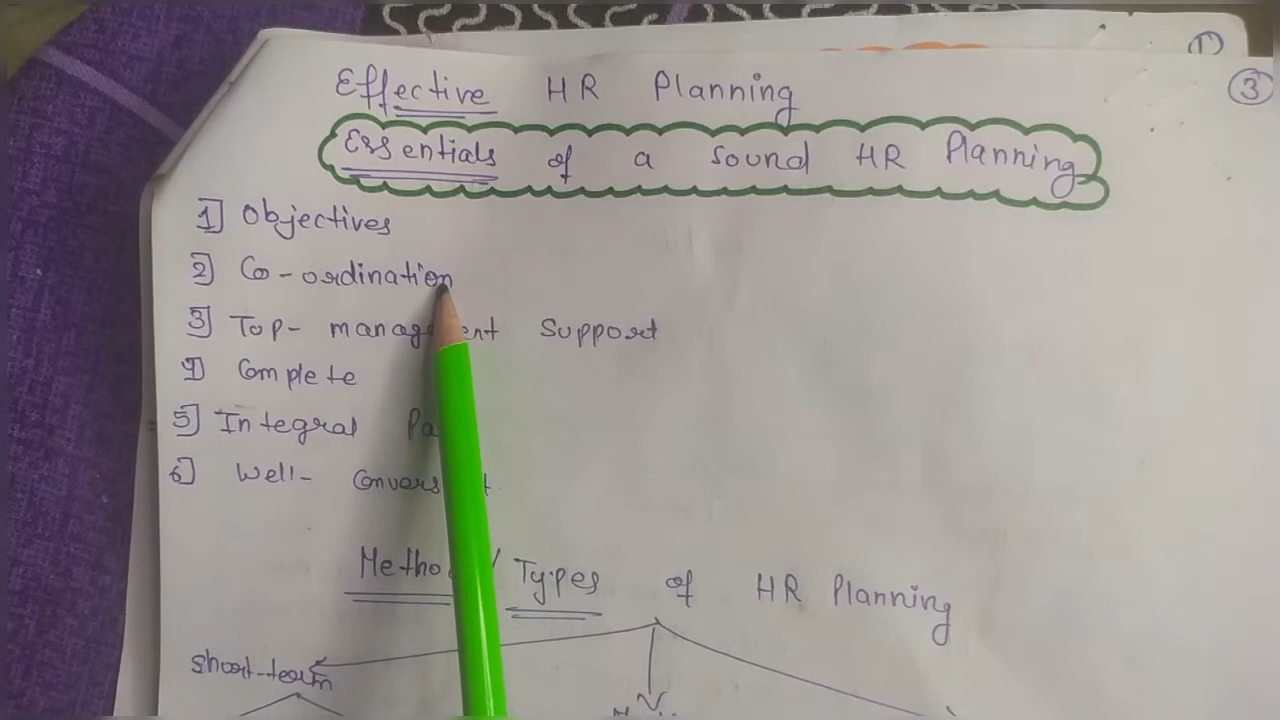 1
3
Effective HR Planning
Essentials of a sound HR Planning
1] Objectives
2] Co-ordination
3] Top-management Support
4] Complete
5] Integral
6] Well-
Types of HR Planning
Short-term